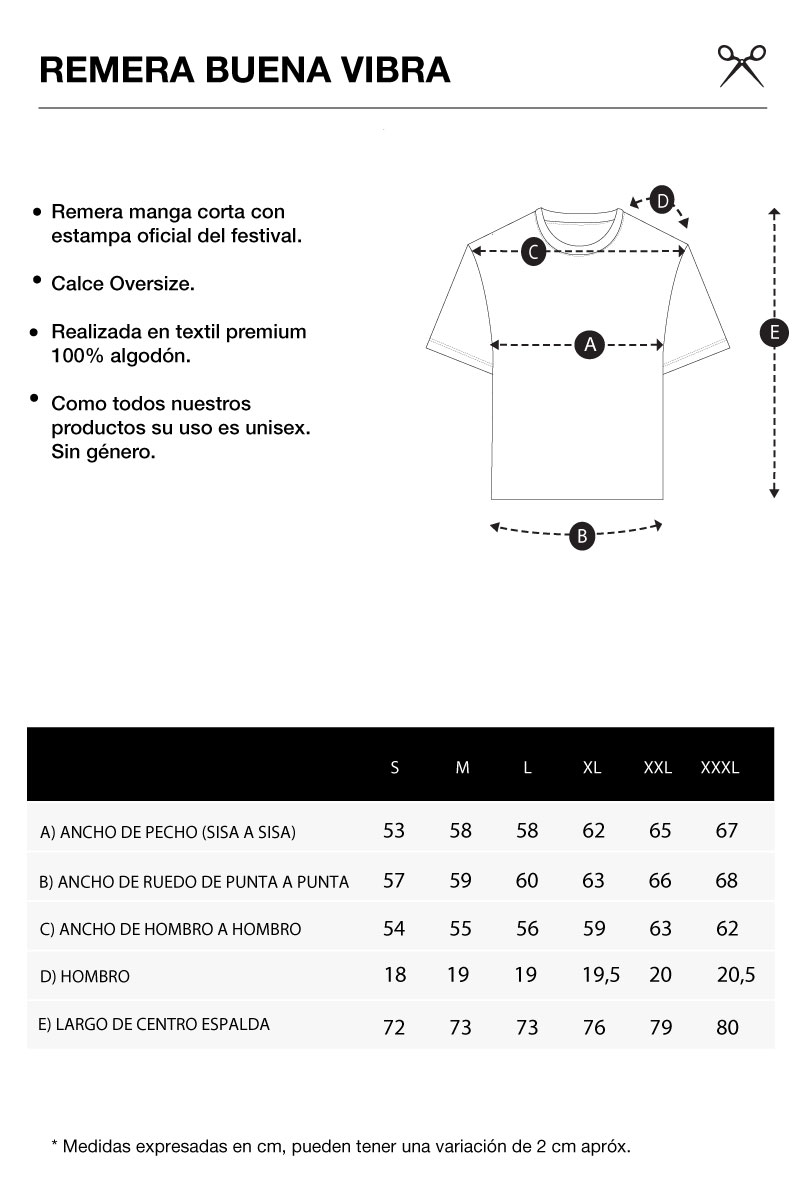 REMERA BUENA VIBRA
Remera manga corta con
estampa oficial del festival.
Calce Oversize.
Realizada en textil premium
100% algodón.
Como todos nuestros
productos su uso es unisex.
Sin género.
D
C
A
E
B
S M L XL XXL XXXL
A) ANCHO DE PECHO (SISA A SISA) 53 58 58 62 65 67
B) ANCHO DE RUEDO DE PUNTA A PUNTA 57 59 60 63 66 68
C) ANCHO DE HOMBRO A HOMBRO 54 55 56 59 63 62
D) HOMBRO 18 19 19 19,5 20 20,5
E) LARGO DE CENTRO ESPALDA 72 73 73 76 79 80
* Medidas expresadas en cm, pueden tener una variación de 2 cm apróx.